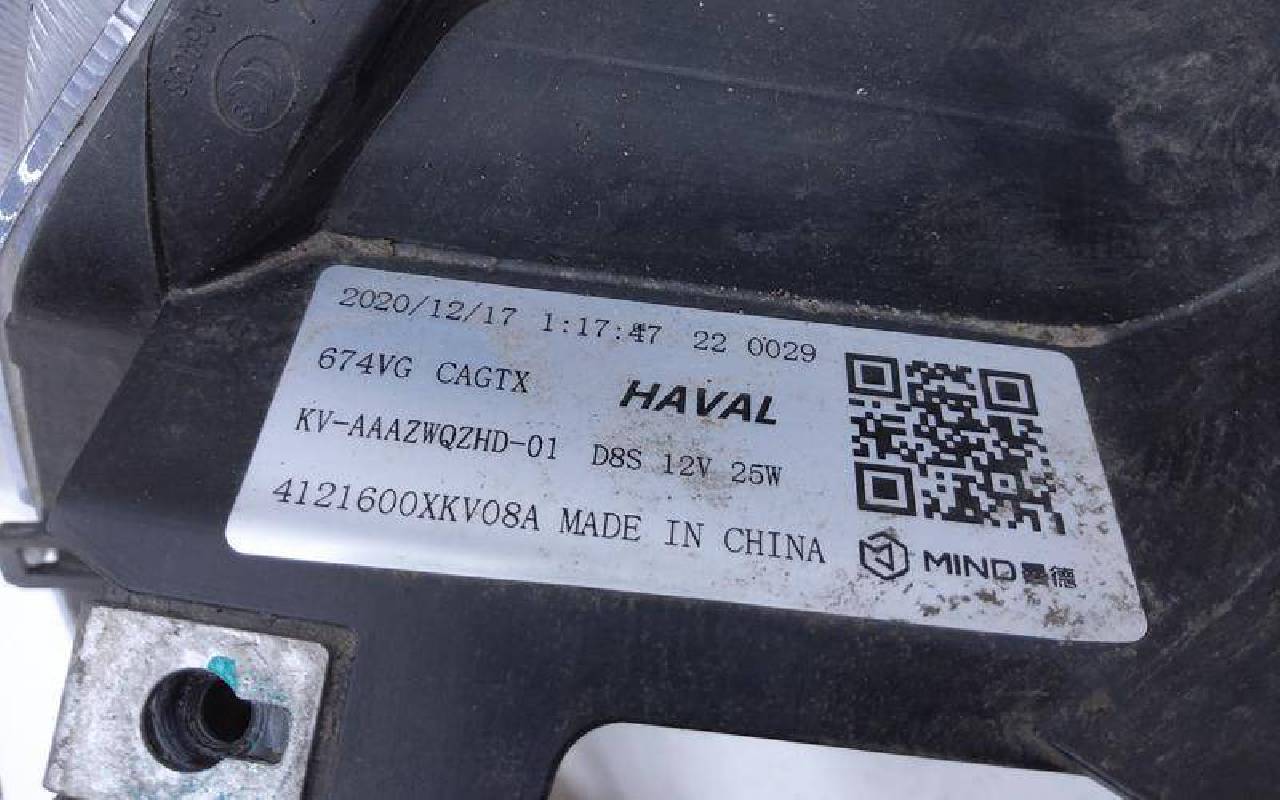 2020/12/17 1:17:47 22 0029
674VG CAGTX HAVAL
KV-AAAZWQZHD-01 D8S 12V 25W
4121600XKV08A MADE IN CHINA
MIND曼德